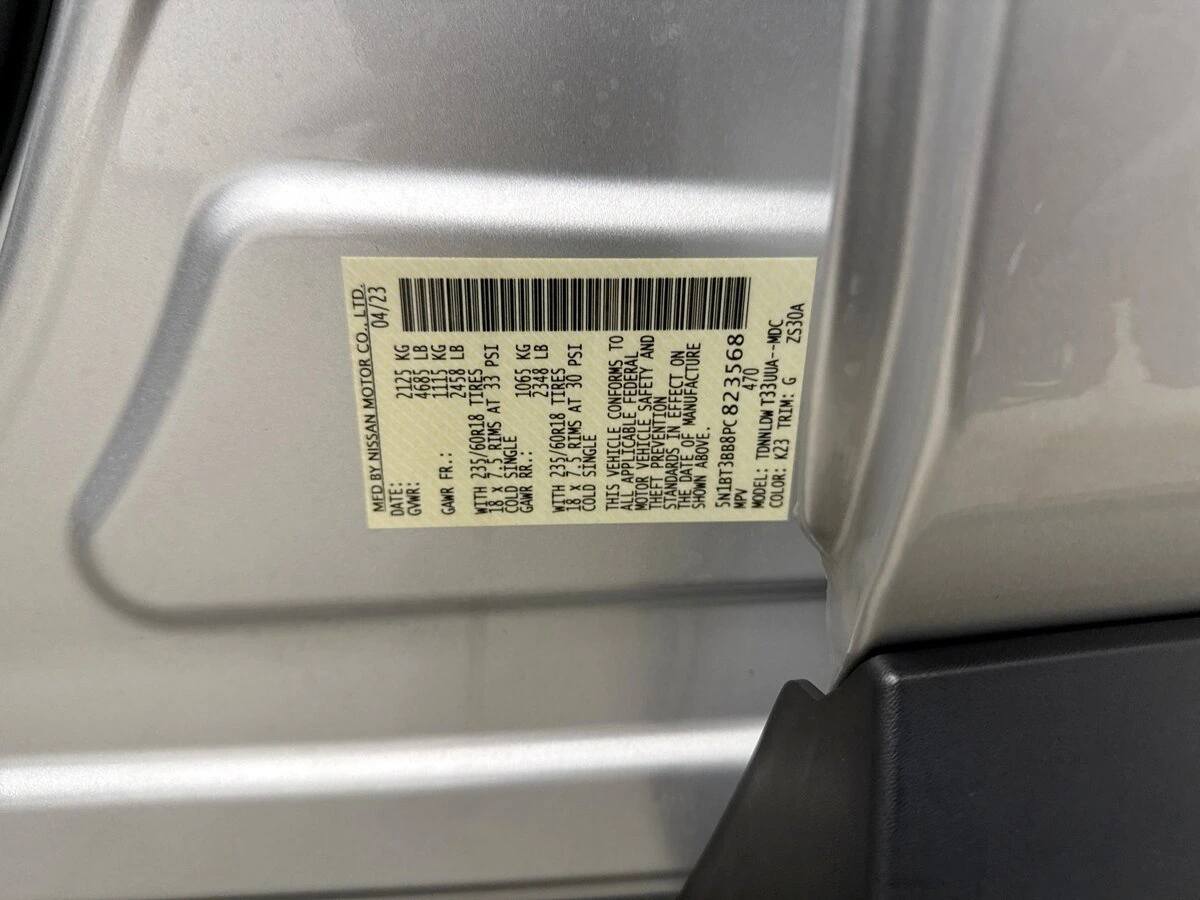 MFD BY NISSAN MOTOR CO., LTD.
DATE: 04/23
GVWR: 2125 KG
4685 LB
GAWR FR.: 1115 KG
2458 LB
WITH 235/60R18 TIRES
18 x 7.5 RIMS AT 33 PSI
COLD SINGLE
GAWR RR.: 1065 KG
2348 LB
WITH 235/60R18 TIRES
18 x 7.5 RIMS AT 30 PSI
COLD SINGLE
THIS VEHICLE CONFORMS TO
ALL APPLICABLE FEDERAL
MOTOR VEHICLE SAFETY AND
THEFT PREVENTION
STANDARDS IN EFFECT ON
THE DATE OF MANUFACTURE
SHOWN ABOVE.
5N1BT3BB8PC823568
MPV 470
MODEL: TDNNLDW T33UUA--MDC
COLOR: K23 TRIM: G ZS30A